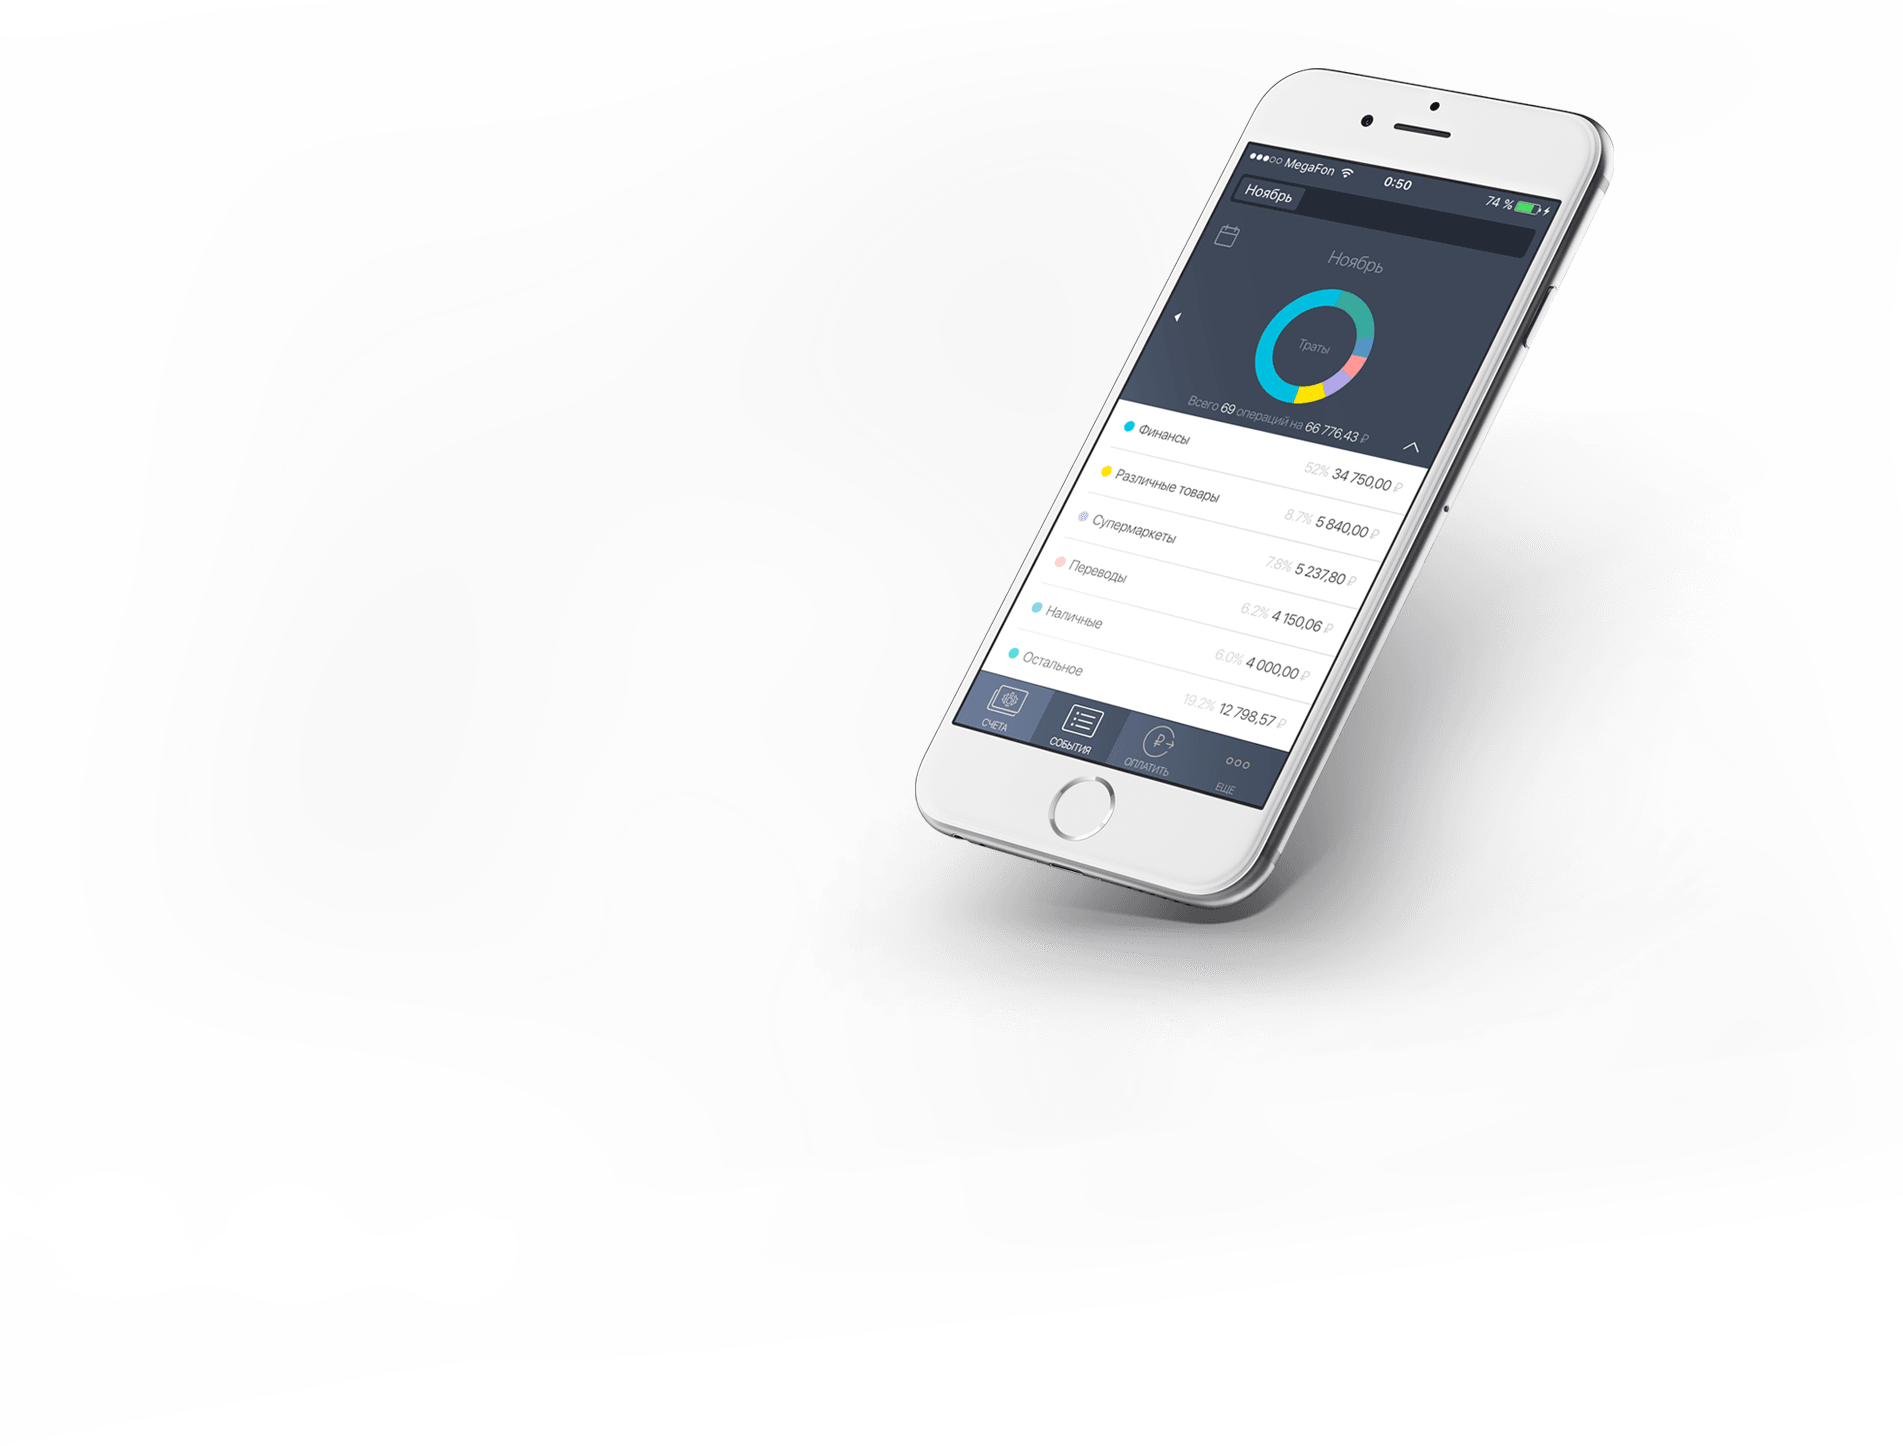 MegaFon 0:50 74 %
Ноябрь
Ноябрь
Траты
Всего 69 операций на 66 776,43 ₽
Финансы 52% 34 750,00 ₽
Различные товары 8.7% 5 840,00 ₽
Супермаркеты 7.8% 5 237,80 ₽
Переводы 6.2% 4 150,06 ₽
Наличные 6.0% 4 000,00 ₽
Остальное 19.2% 12 798,57 ₽
СЧЕТА СОБЫТИЯ ОПЛАТИТЬ ЕЩЕ